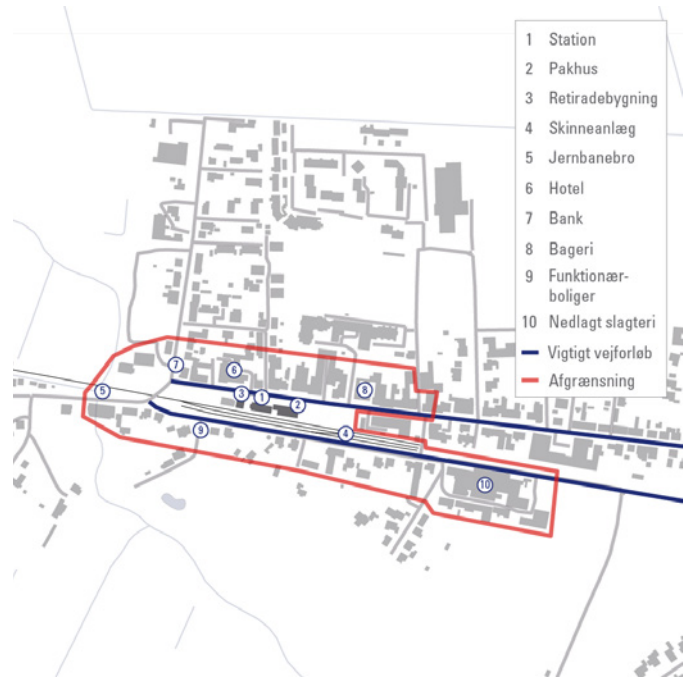 1 Station
2 Pakhus
3 Retiradebygning
4 Skinneanlæg
5 Jernbanebro
6 Hotel
7 Bank
8 Bageri
9 Funktionær-
boliger
10 Nedlagt slagteri
Vigtigt vejforløb
Afgrænsning
7
6
5
3
1
2
8
9
4
10